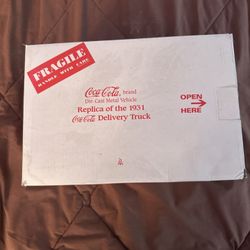 FRAGILE
HANDLE WITH CARE
Coca-Cola brand
Die Cast Metal Vehicle
Replica of the 1931
Coca-Cola Delivery Truck
OPEN
HERE